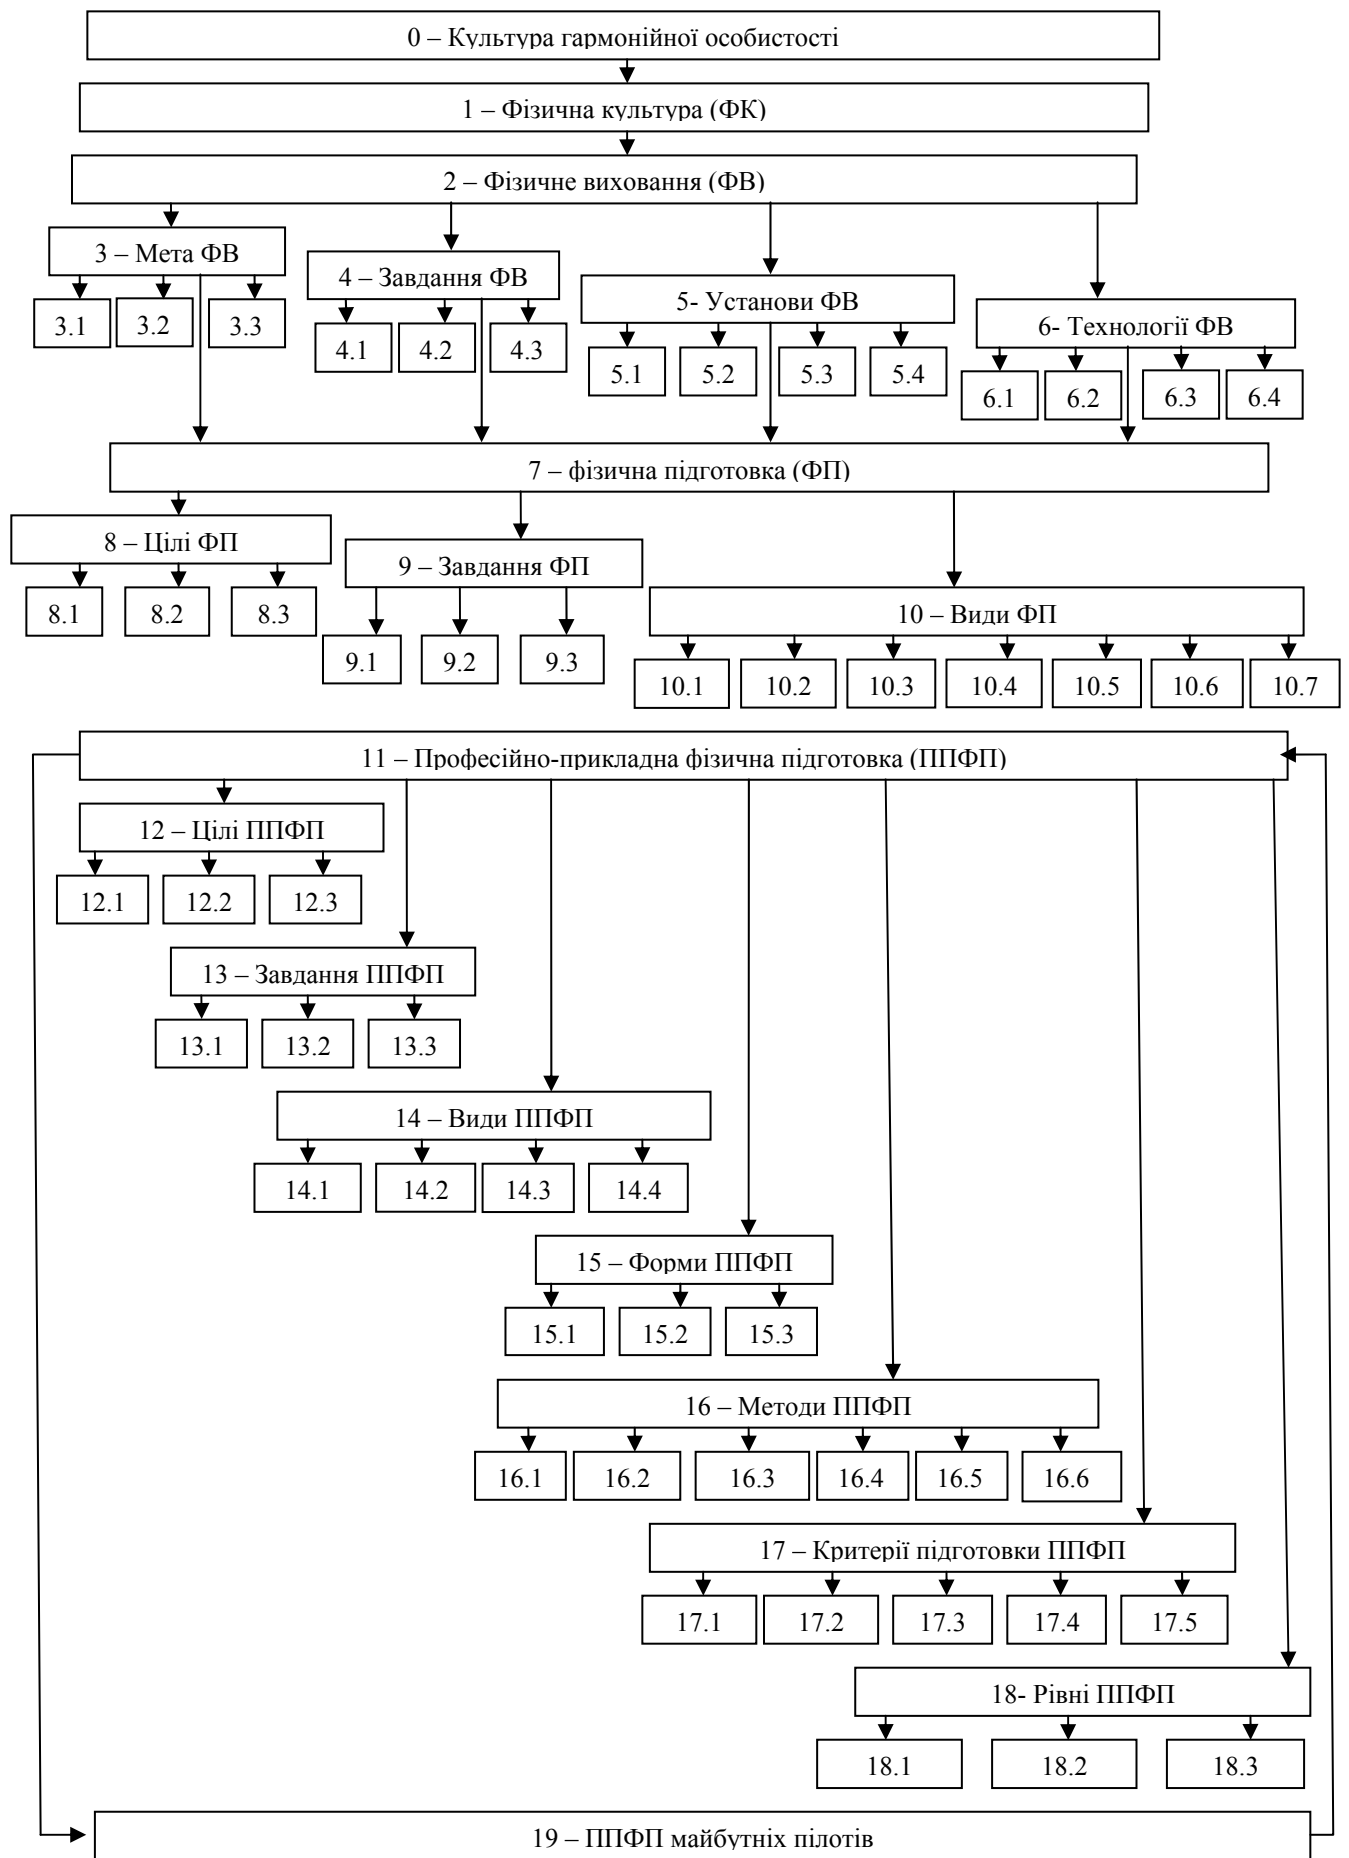 0 – Культура гармонійної особистості
1 – Фізична культура (ФК)
2 – Фізичне виховання (ФВ)
3 – Мета ФВ
4 – Завдання ФВ
5- Установи ФВ
6- Технології ФВ
3.1 3.2 3.3
4.1 4.2 4.3
5.1 5.2 5.3 5.4
6.1 6.2 6.3 6.4
7 – фізична підготовка (ФП)
8 – Цілі ФП
9 – Завдання ФП
10 – Види ФП
8.1 8.2 8.3
9.1 9.2 9.3
10.1 10.2 10.3 10.4 10.5 10.6 10.7
11 – Професійно-прикладна фізична підготовка (ППФП)
12 – Цілі ППФП
12.1 12.2 12.3
13 – Завдання ППФП
13.1 13.2 13.3
14 – Види ППФП
14.1 14.2 14.3 14.4
15 – Форми ППФП
15.1 15.2 15.3
16 – Методи ППФП
16.1 16.2 16.3 16.4 16.5 16.6
17 – Критерії підготовки ППФП
17.1 17.2 17.3 17.4 17.5
18- Рівні ППФП
18.1 18.2 18.3
19 – ППФП майбутніх пілотів